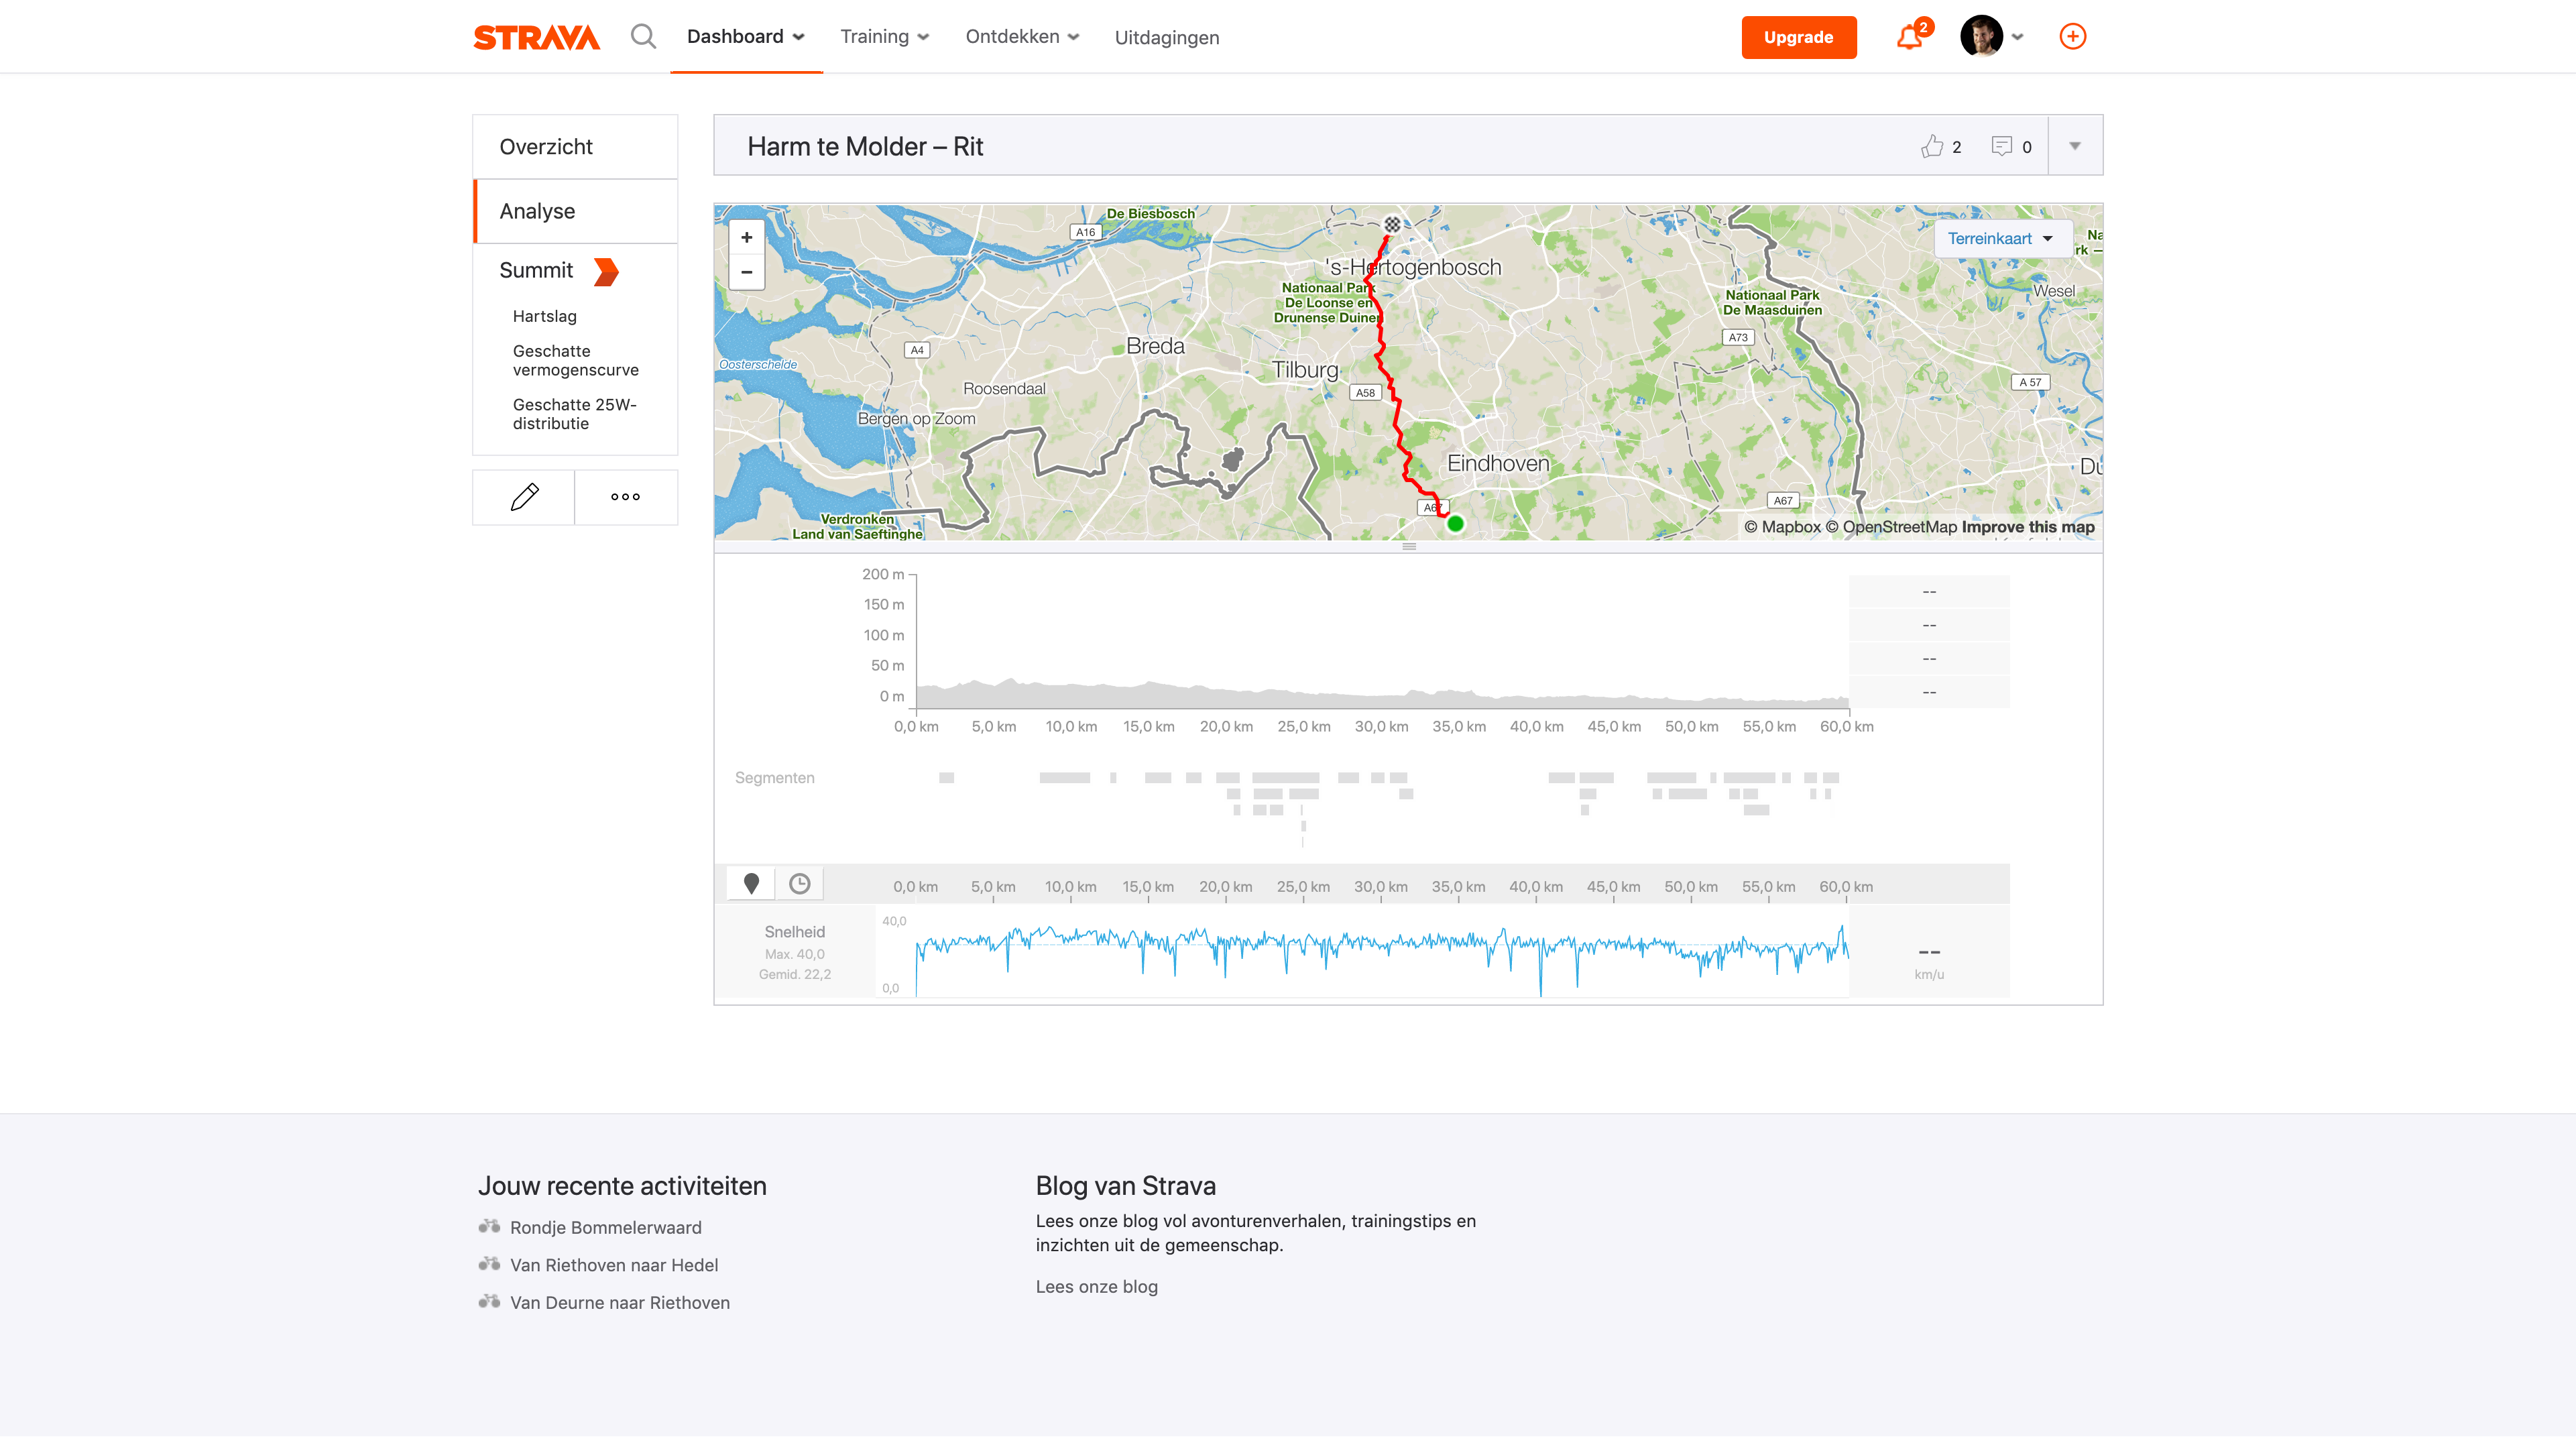 STRAVA
Dashboard
Training
Ontdekken
Uitdagingen
Upgrade
2
Overzicht
Analyse
Summit
Hartslag
Geschatte
vermogenscurve
Geschatte 25W-
distributie
Harm te Molder – Rit
2
0
+
−
Terreinkaart
De Biesbosch
A16
's-Hertogenbosch
Nationaal Park
De Loonse en
Drunense Duinen
Nationaal Park
De Maasduinen
Na
rk –
Wesel
A4
Breda
A73
Oosterschelde
Tilburg
Roosendaal
A58
A 57
Bergen op Zoom
Eindhoven
Du
A67
A67
Verdronken
Land van Saeftinghe
© Mapbox © OpenStreetMap Improve this map
200 m
150 m
100 m
50 m
0 m
--
--
--
--
0,0 km 5,0 km 10,0 km 15,0 km 20,0 km 25,0 km 30,0 km 35,0 km 40,0 km 45,0 km 50,0 km 55,0 km 60,0 km
Segmenten
0,0 km 5,0 km 10,0 km 15,0 km 20,0 km 25,0 km 30,0 km 35,0 km 40,0 km 45,0 km 50,0 km 55,0 km 60,0 km
Snelheid
Max. 40,0
Gemid. 22,2
40,0
0,0
--
km/u
Jouw recente activiteiten
Rondje Bommelerwaard
Van Riethoven naar Hedel
Van Deurne naar Riethoven
Blog van Strava
Lees onze blog vol avonturenverhalen, trainingstips en
inzichten uit de gemeenschap.
Lees onze blog